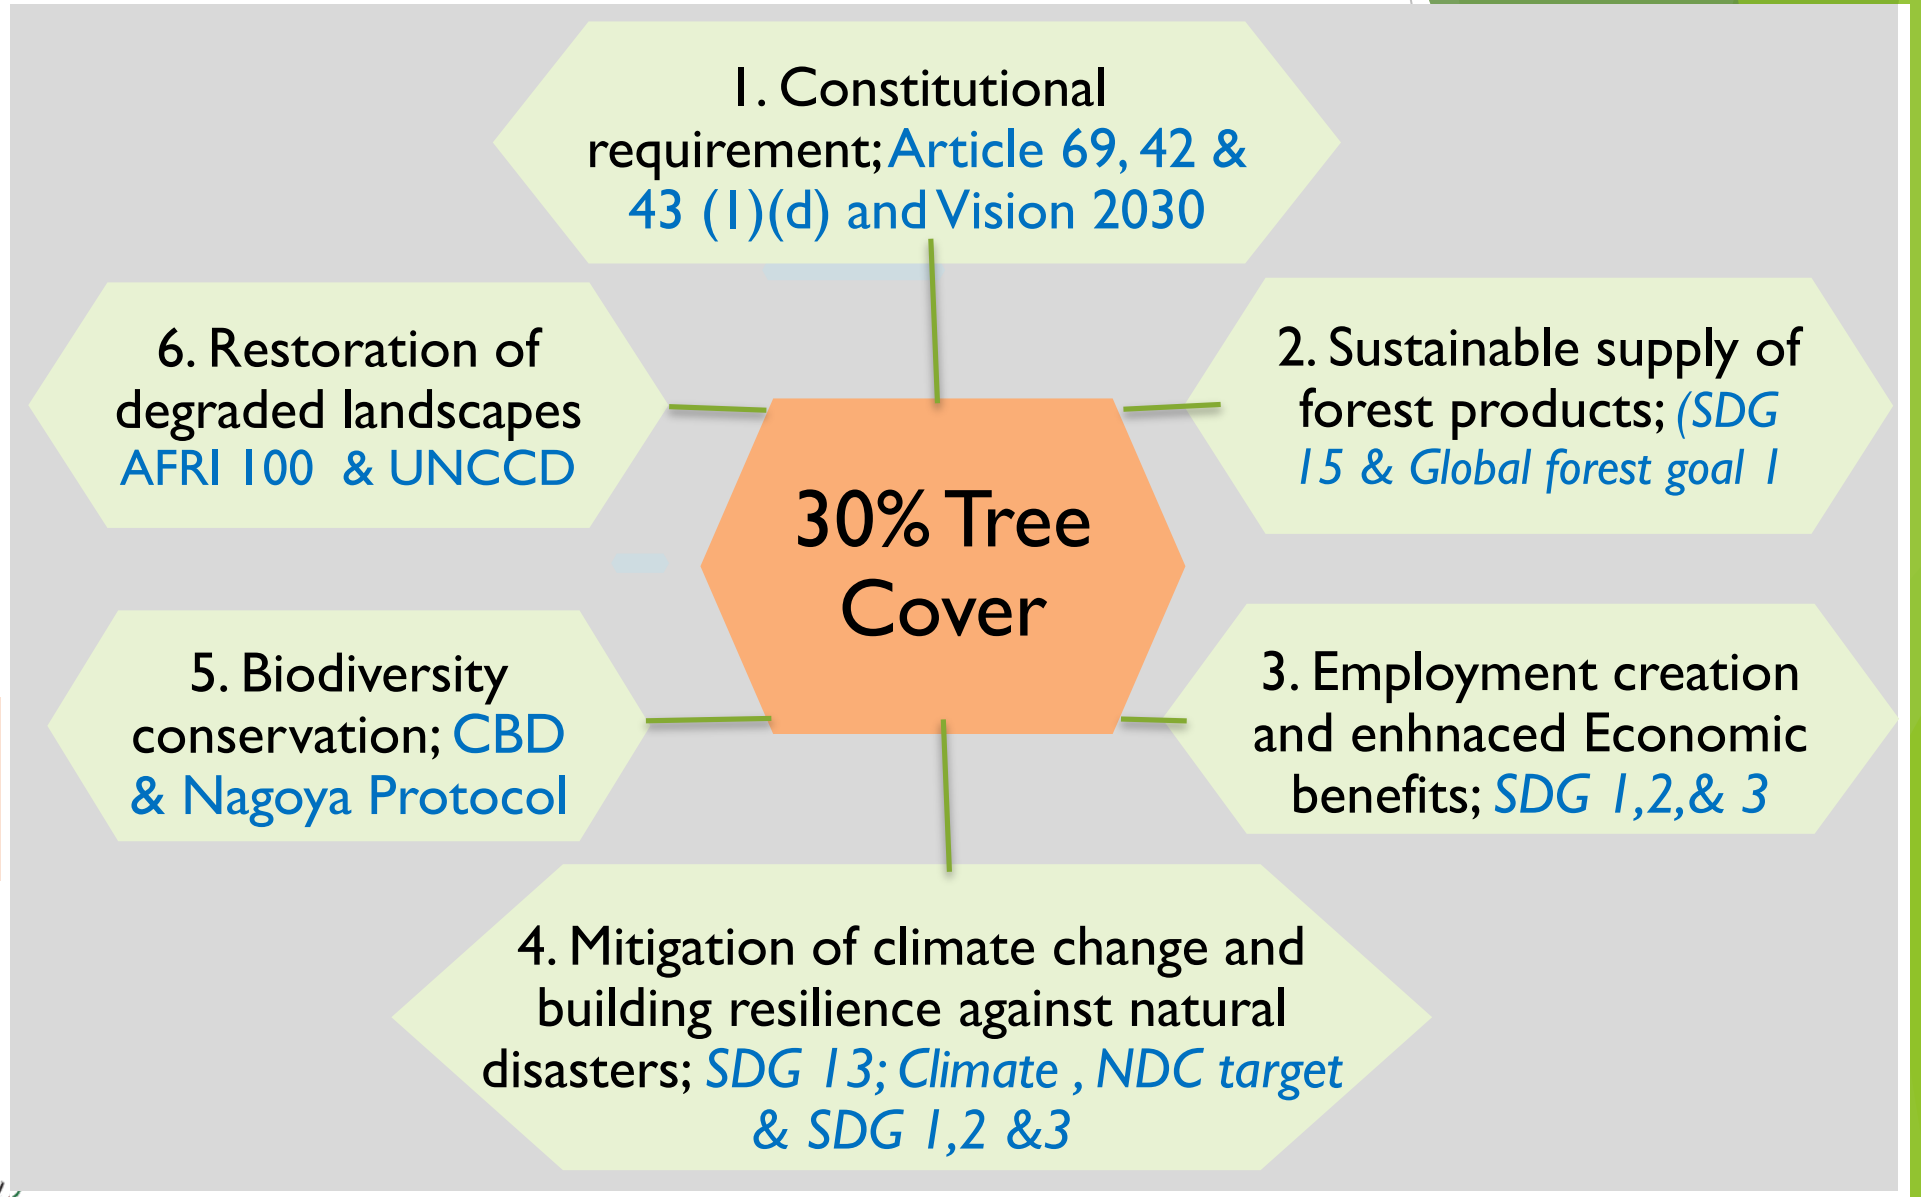 1. Constitutional
requirement; Article 69, 42 &
43 (1)(d) and Vision 2030
2. Sustainable supply of
forest products; (SDG
15 & Global forest goal 1
3. Employment creation
and enhnaced Economic
benefits; SDG 1,2,& 3
4. Mitigation of climate change and
building resilience against natural
disasters; SDG 13; Climate , NDC target
& SDG 1,2 &3
5. Biodiversity
conservation; CBD
& Nagoya Protocol
6. Restoration of
degraded landscapes
AFRI 100 & UNCCD
30% Tree
Cover